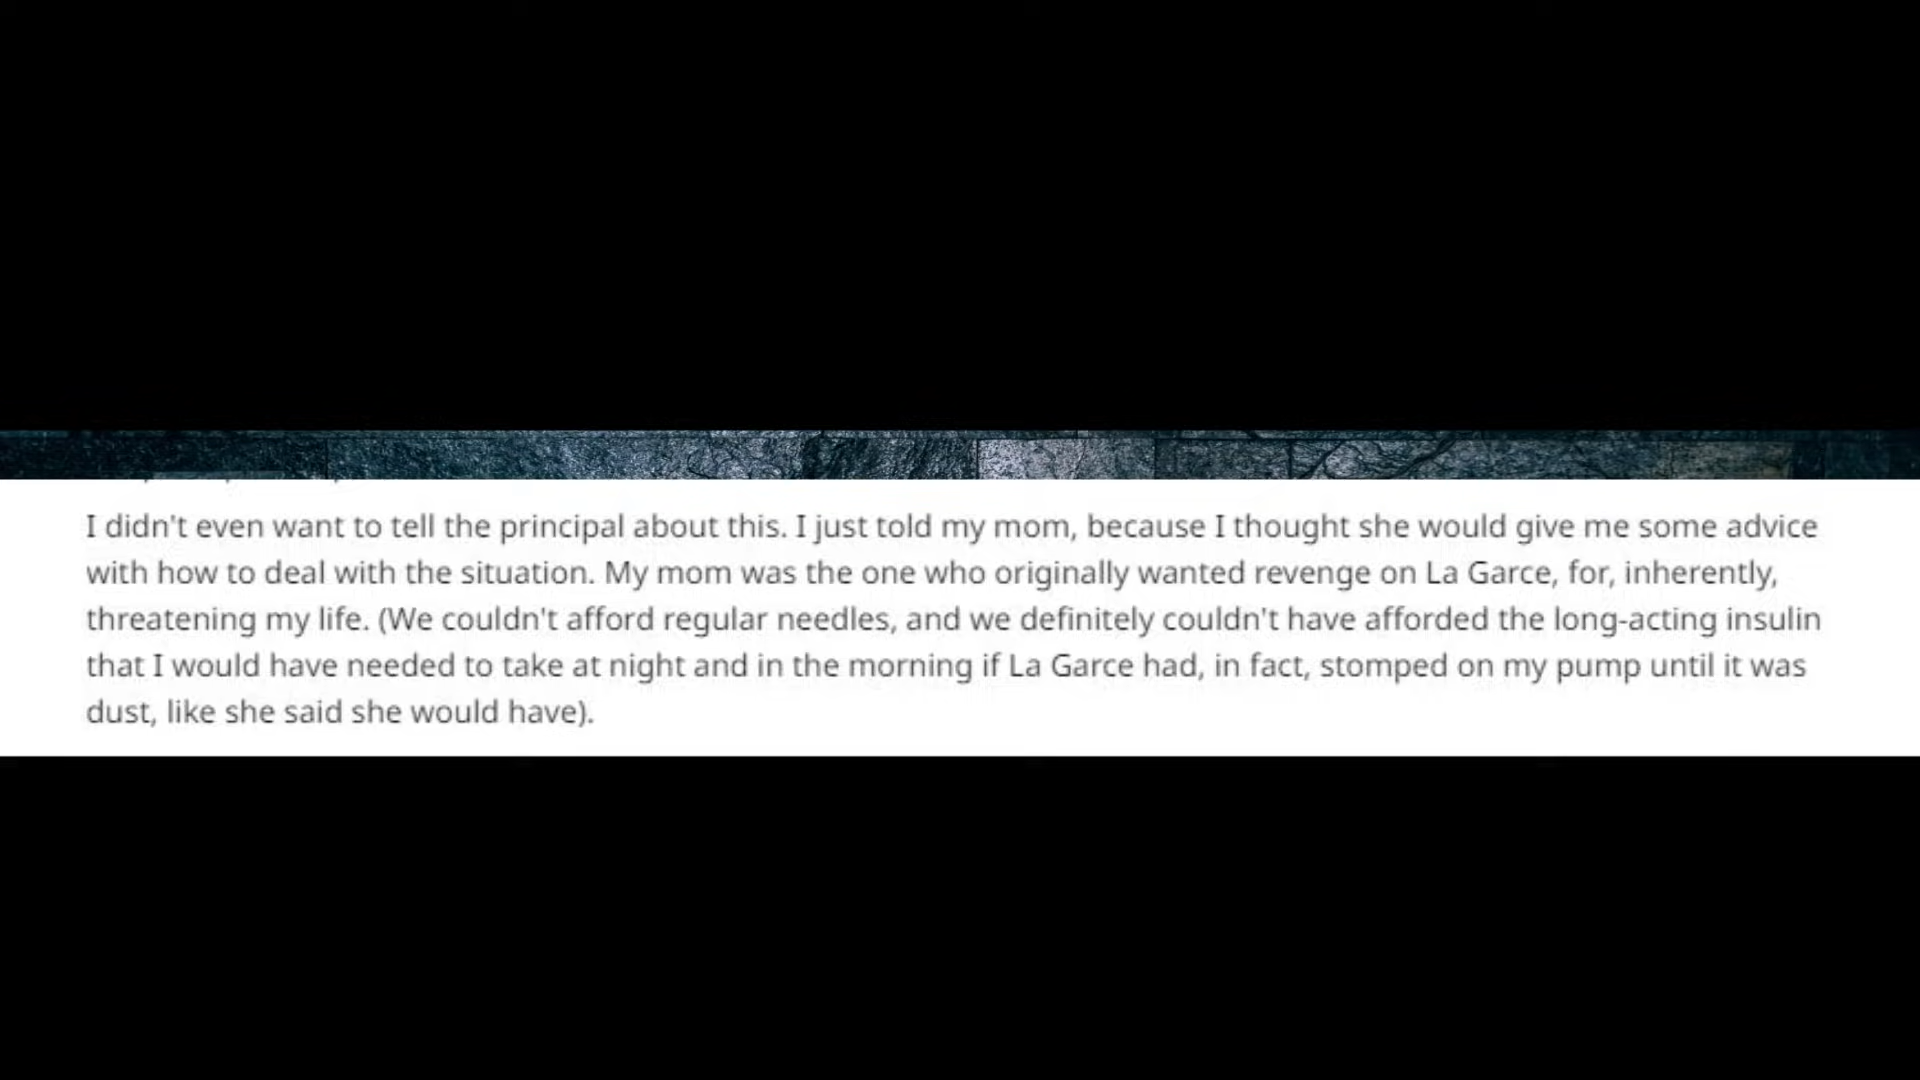 I didn't even want to tell the principal about this. I just told my mom, because I thought she would give me some advice
with how to deal with the situation. My mom was the one who originally wanted revenge on La Garce, for, inherently,
threatening my life. (We couldn't afford regular needles, and we definitely couldn't have afforded the long-acting insulin
that I would have needed to take at night and in the morning if La Garce had, in fact, stomped on my pump until it was
dust, like she said she would have).